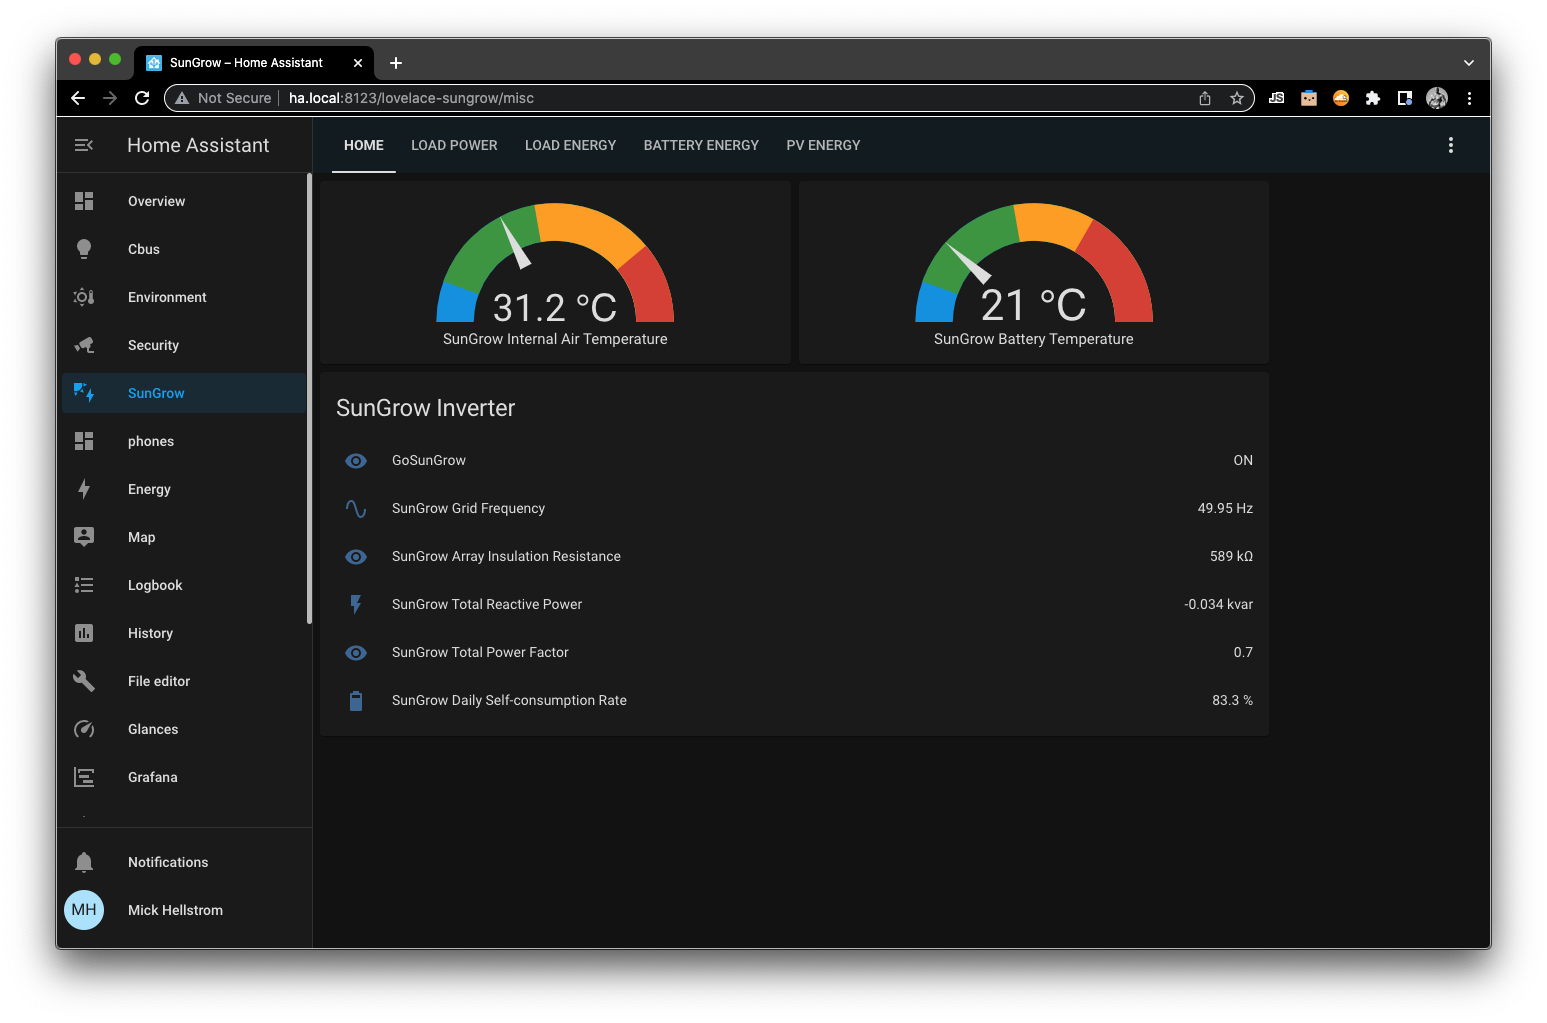 SunGrow – Home Assistant
Not Secure
ha.local:8123/lovelace-sungrow/misc
JS
Home Assistant
HOME
LOAD POWER
LOAD ENERGY
BATTERY ENERGY
PV ENERGY
Overview
Cbus
Environment
Security
SunGrow
phones
Energy
Map
Logbook
History
File editor
Glances
Grafana
Notifications
MH
Mick Hellstrom
31.2 °C
SunGrow Internal Air Temperature
21 °C
SunGrow Battery Temperature
SunGrow Inverter
GoSunGrow ON
SunGrow Grid Frequency 49.95 Hz
SunGrow Array Insulation Resistance 589 kΩ
SunGrow Total Reactive Power -0.034 kvar
SunGrow Total Power Factor 0.7
SunGrow Daily Self-consumption Rate 83.3 %